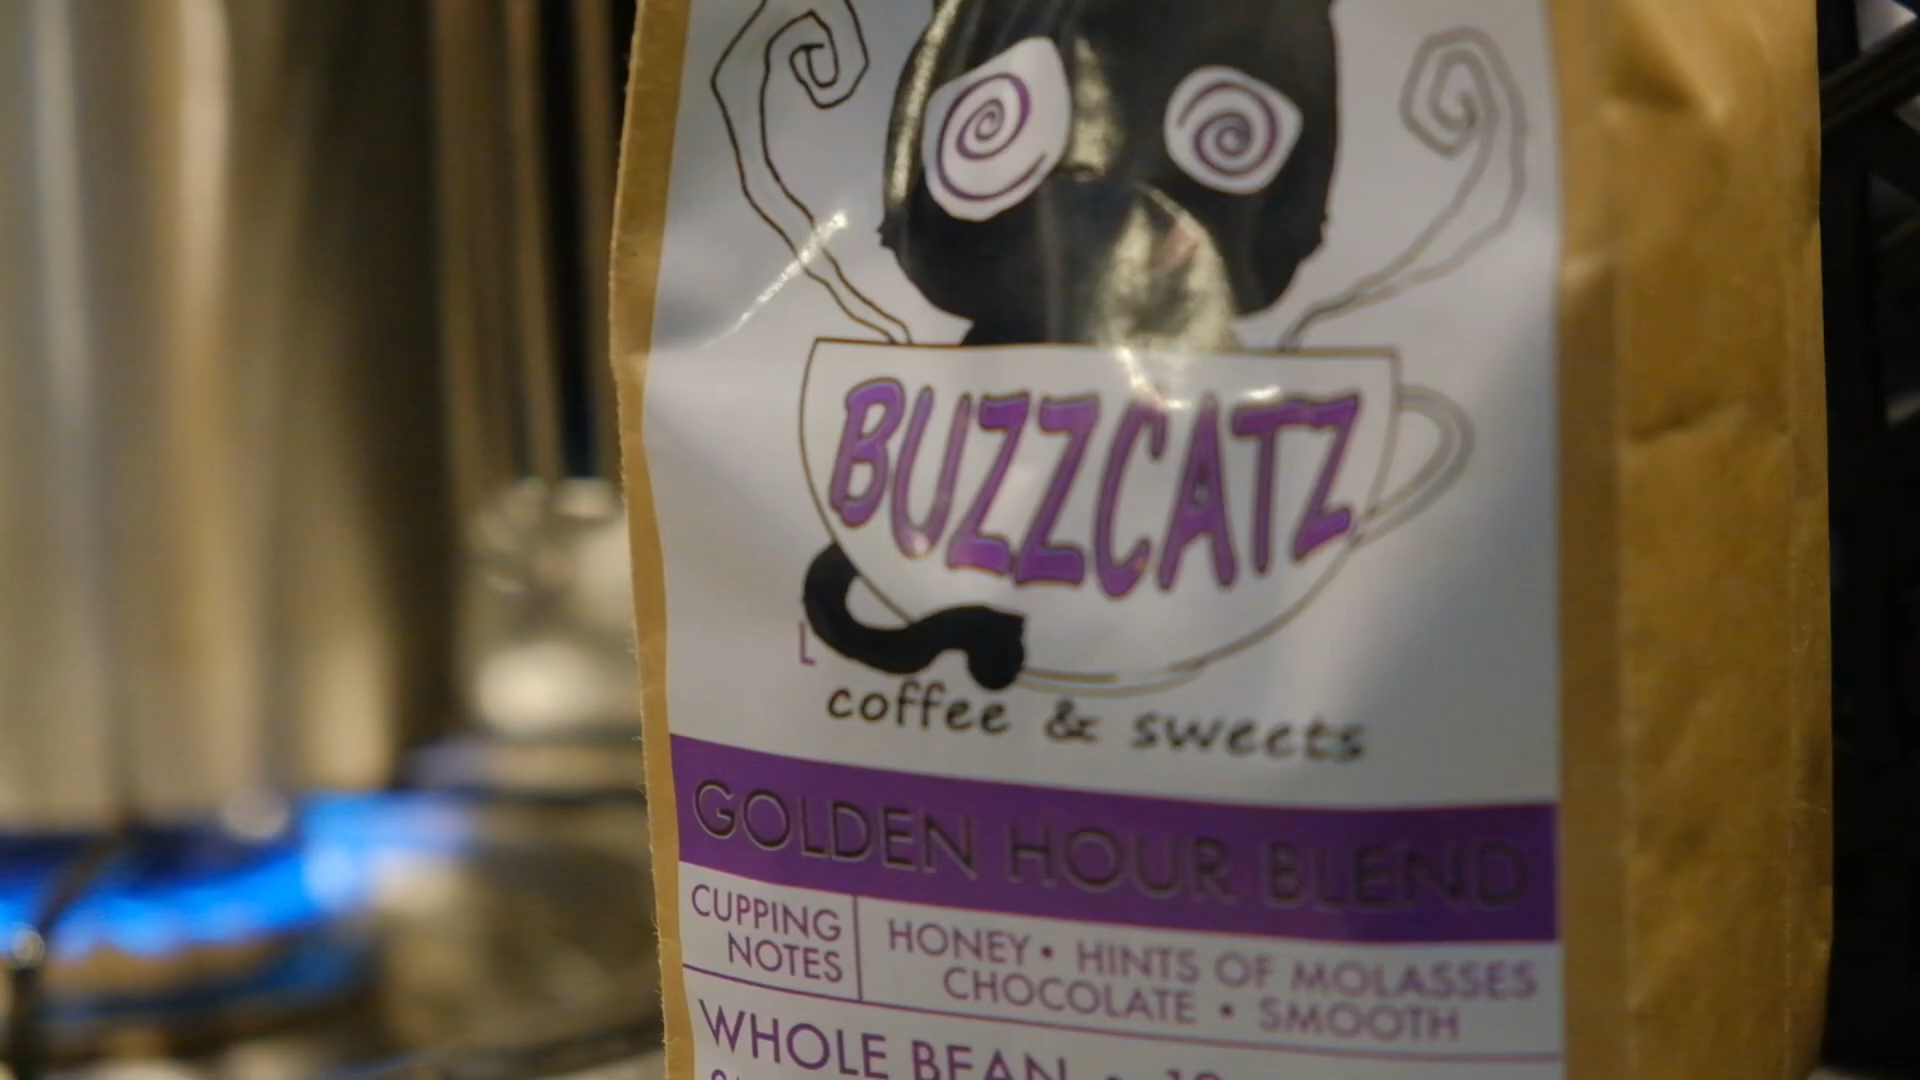 BUZZCATZ
L
coffee & sweets
GOLDEN HOUR BLEND
CUPPING
NOTES
HONEY • HINTS OF MOLASSES
CHOCOLATE • SMOOTH
WHOLE BEAN •